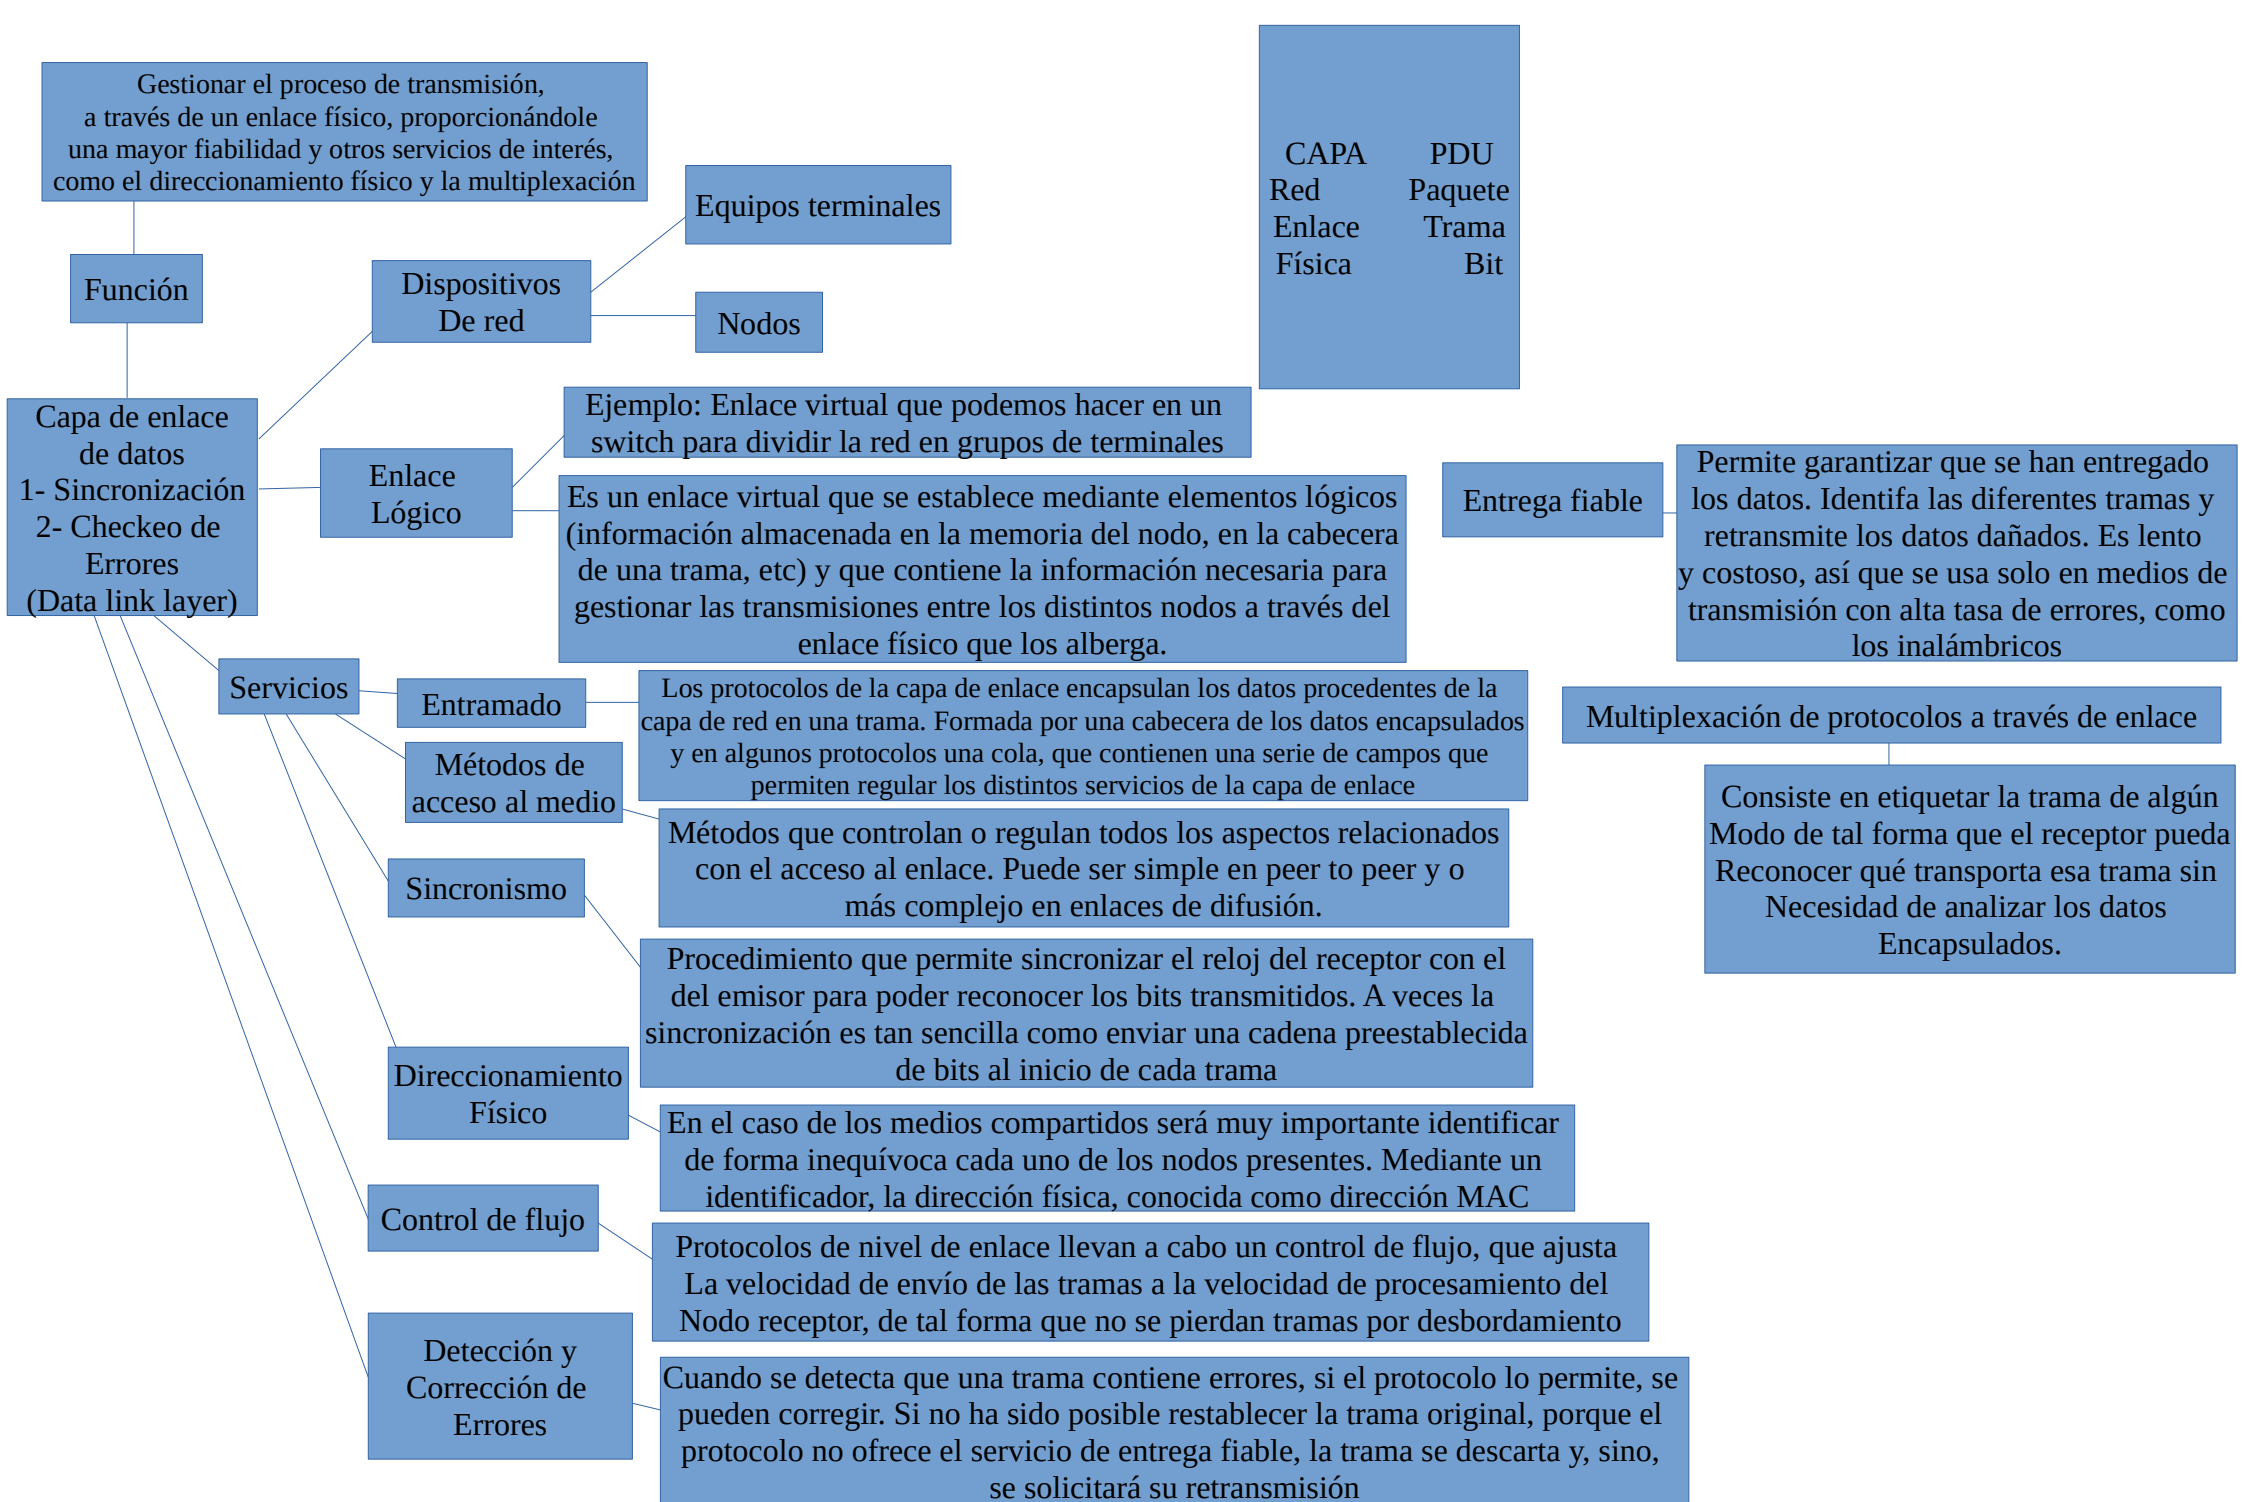 Gestionar el proceso de transmisión,
a través de un enlace físico, proporcionándole
una mayor fiabilidad y otros servicios de interés,
como el direccionamiento físico y la multiplexación
Función
Equipos terminales
Dispositivos
De red
Nodos
CAPA PDU
Red Paquete
Enlace Trama
Física Bit
Capa de enlace
de datos
1- Sincronización
2- Checkeo de
Errores
(Data link layer)
Enlace
Lógico
Ejemplo: Enlace virtual que podemos hacer en un
switch para dividir la red en grupos de terminales
Es un enlace virtual que se establece mediante elementos lógicos
(información almacenada en la memoria del nodo, en la cabecera
de una trama, etc) y que contiene la información necesaria para
gestionar las transmisiones entre los distintos nodos a través del
enlace físico que los alberga.
Entrega fiable
Permite garantizar que se han entregado
los datos. Identifa las diferentes tramas y
retransmite los datos dañados. Es lento
y costoso, así que se usa solo en medios de
transmisión con alta tasa de errores, como
los inalámbricos
Servicios
Entramado
Los protocolos de la capa de enlace encapsulan los datos procedentes de la
capa de red en una trama. Formada por una cabecera de los datos encapsulados
y en algunos protocolos una cola, que contienen una serie de campos que
permiten regular los distintos servicios de la capa de enlace
Multiplexación de protocolos a través de enlace
Consiste en etiquetar la trama de algún
Modo de tal forma que el receptor pueda
Reconocer qué transporta esa trama sin
Necesidad de analizar los datos
Encapsulados.
Métodos de
acceso al medio
Métodos que controlan o regulan todos los aspectos relacionados
con el acceso al enlace. Puede ser simple en peer to peer y o
más complejo en enlaces de difusión.
Sincronismo
Procedimiento que permite sincronizar el reloj del receptor con el
del emisor para poder reconocer los bits transmitidos. A veces la
sincronización es tan sencilla como enviar una cadena preestablecida
de bits al inicio de cada trama
Direccionamiento
Físico
En el caso de los medios compartidos será muy importante identificar
de forma inequívoca cada uno de los nodos presentes. Mediante un
identificador, la dirección física, conocida como dirección MAC
Control de flujo
Protocolos de nivel de enlace llevan a cabo un control de flujo, que ajusta
La velocidad de envío de las tramas a la velocidad de procesamiento del
Nodo receptor, de tal forma que no se pierdan tramas por desbordamiento
Detección y
Corrección de
Errores
Cuando se detecta que una trama contiene errores, si el protocolo lo permite, se
pueden corregir. Si no ha sido posible restablecer la trama original, porque el
protocolo no ofrece el servicio de entrega fiable, la trama se descarta y, sino,
se solicitará su retransmisión